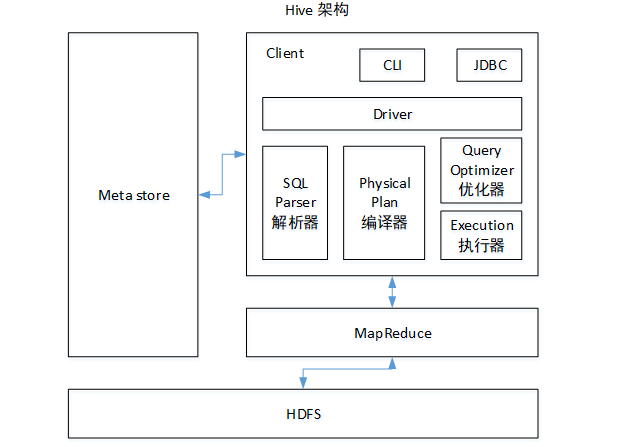 Hive 架构
Client
CLI
JDBC
Driver
Meta store
SQL
Parser
解析器
Physical
Plan
编译器
Query
Optimizer
优化器
Execution
执行器
MapReduce
HDFS